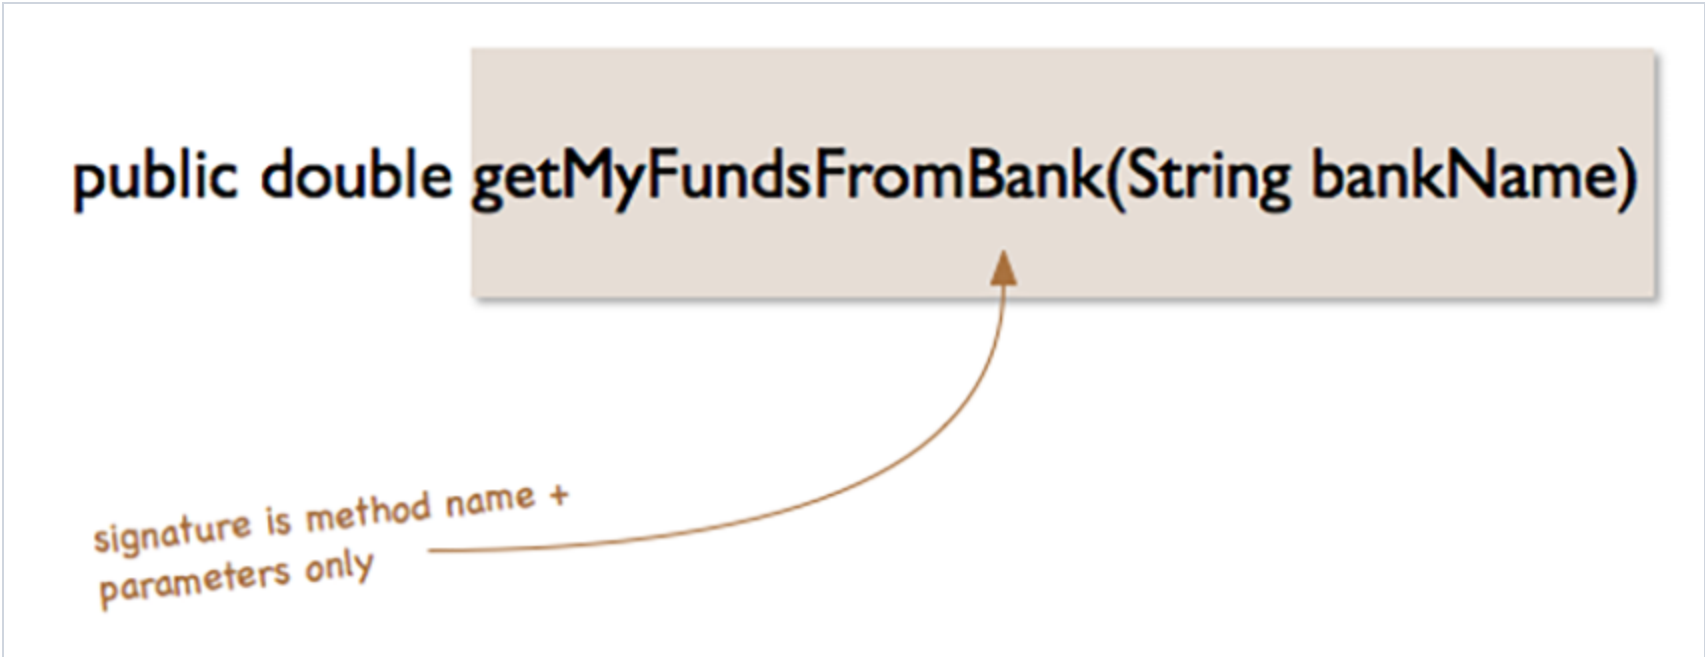 public double getMyFundsFromBank(String bankName)
signature is method name +
parameters only